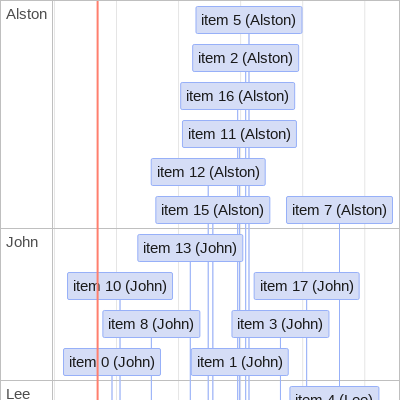 Alston
item 5 (Alston)
item 2 (Alston)
item 16 (Alston)
item 11 (Alston)
item 12 (Alston)
item 15 (Alston) item 7 (Alston)
John
item 13 (John)
item 10 (John) item 17 (John)
item 8 (John) item 3 (John)
item 0 (John) item 1 (John)
Lee
item 4 (Lee)